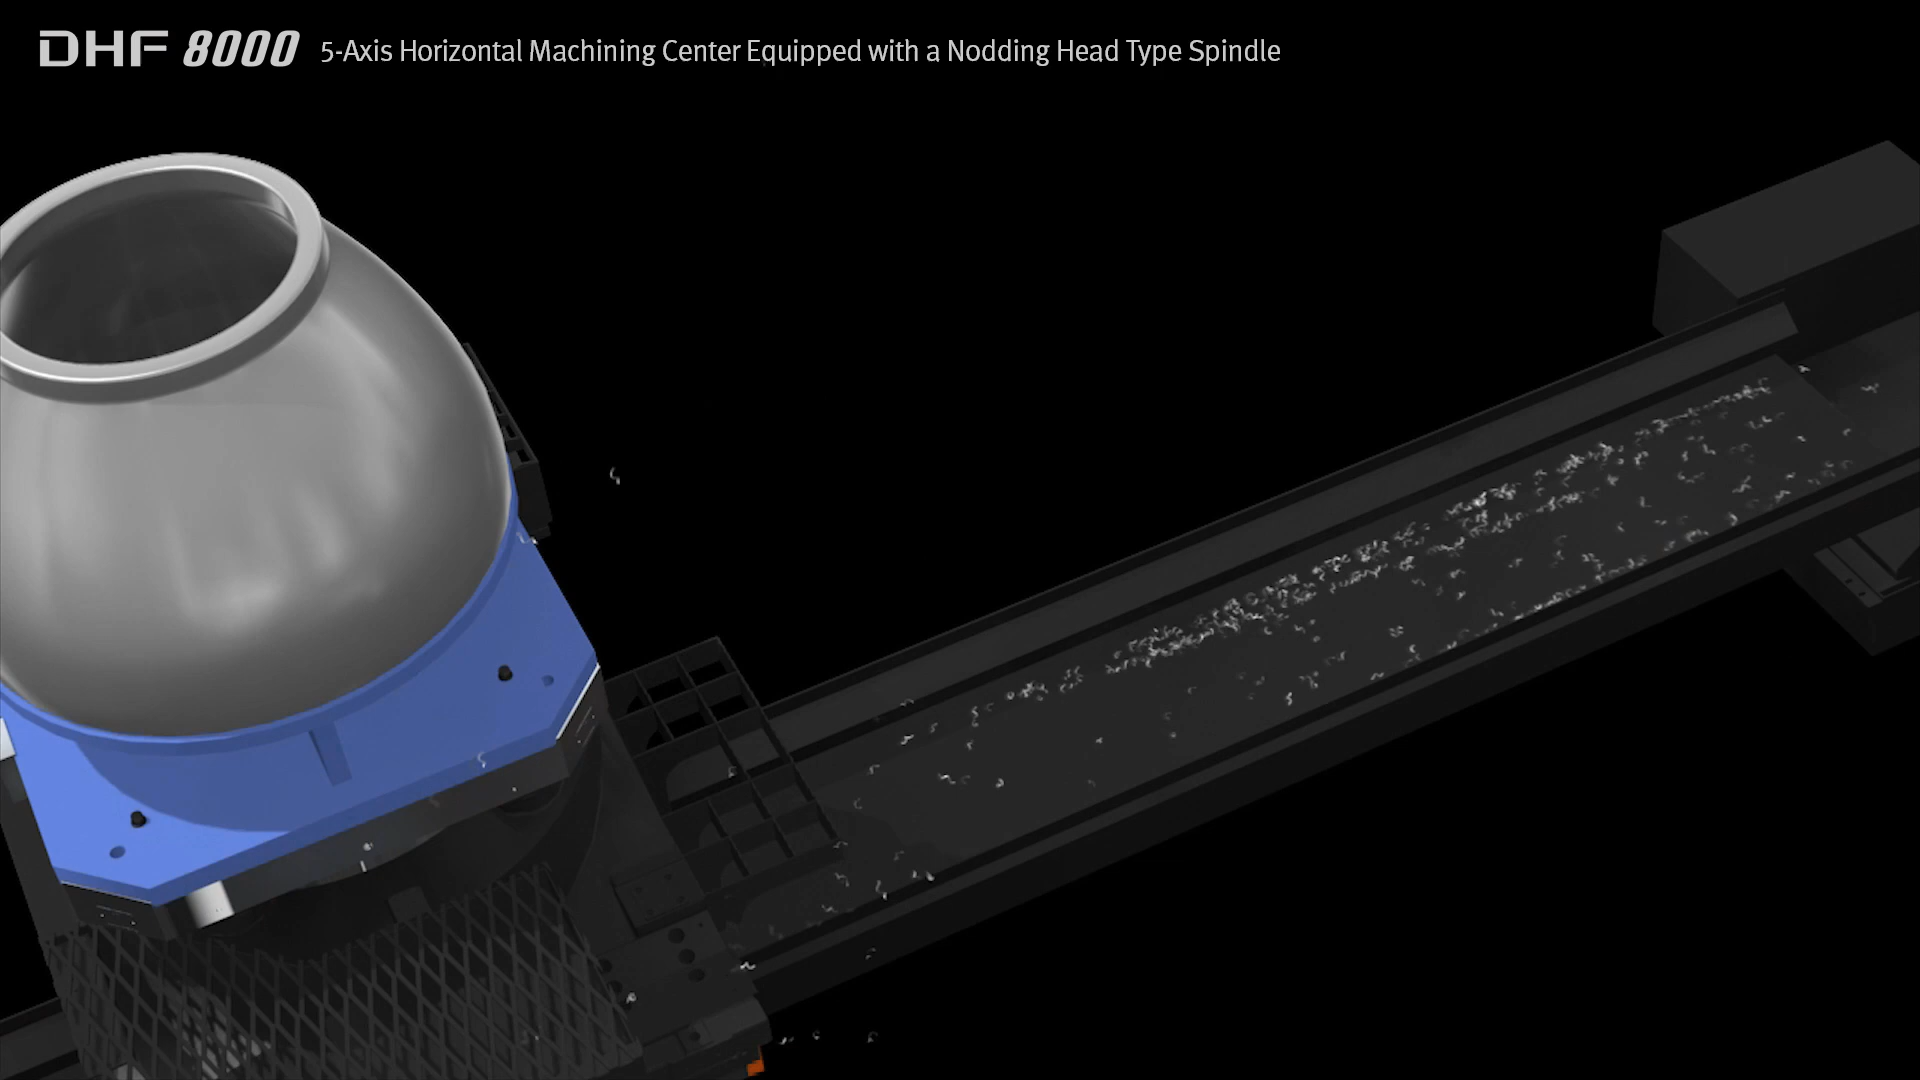 DHF 8000 5-Axis Horizontal Machining Center Equipped with a Nodding Head Type Spindle